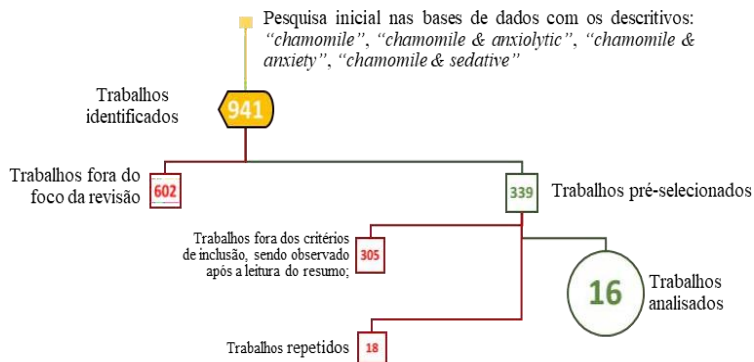 Pesquisa inicial nas bases de dados com os descritivos:
“chamomile”, “chamomile & anxiolytic”, “chamomile &
anxiety”, “chamomile & sedative”
Trabalhos
identificados
941
Trabalhos fora do
foco da revisão
602
339
Trabalhos pré-selecionados
Trabalhos fora dos critérios
de inclusão, sendo observado
após a leitura do resumo;
305
16
Trabalhos
analisados
Trabalhos repetidos
18